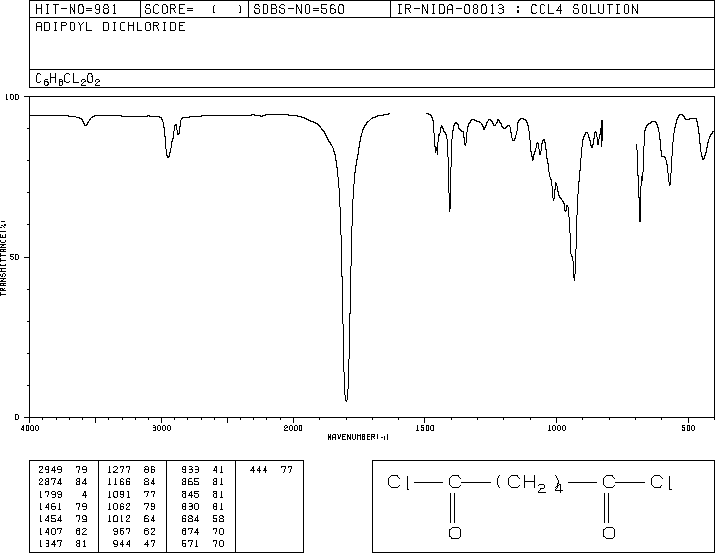 HIT-NO=981 SCORE= ( ) SDBS-NO=560 IR-NIDA-08013 : CCL4 SOLUTION
ADIPOYL DICHLORIDE
C6H8CL2O2
100
50
0
TRANSMITTANCE(%)
4000 3000 2000 1500 1000 500
WAVENUMBER(-1)
2949 79 1277 86 933 41 444 77
2874 84 1166 84 865 81
1799 4 1091 77 845 81
1461 79 1062 79 830 81
1454 79 1012 64 684 58
1407 62 967 62 674 70
1347 81 944 47 571 70
Cl—C—(CH2)4—C—Cl
O O